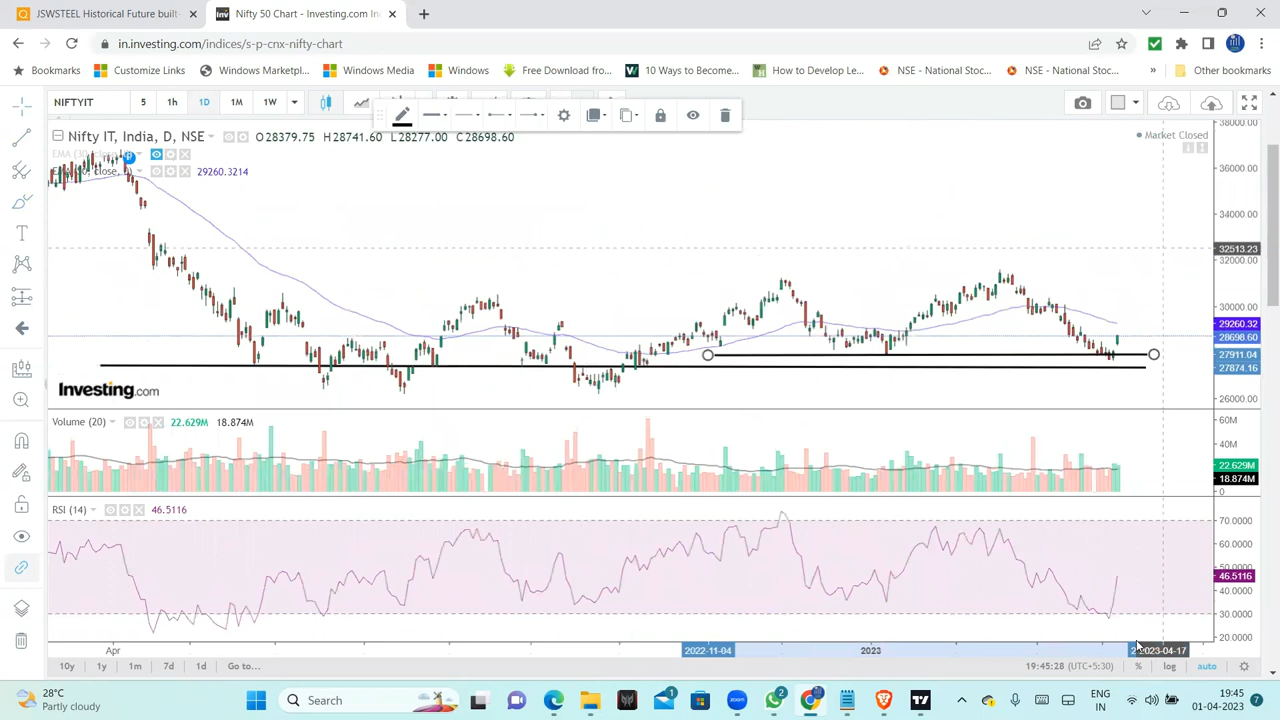 JSWSTEEL Historical Future built
Nifty 50 Chart - Investing.com In
in.investing.com/indices/s-p-cnx-nifty-chart
Bookmarks
Customize Links
Windows Marketpl...
Windows Media
Windows
Free Download fro...
10 Ways to Become...
How to Develop Le...
NSE - National Stoc...
NSE - National Stoc...
»
Other bookmarks
NIFTYIT
5
1h
1D
1M
1W
Nifty IT, India, D, NSE
O28379.75 H28741.60 L28277.00 C28698.60
Market Closed
29260.3214
38000.00
36000.00
34000.00
32513.23
32000.00
30000.00
29260.32
28698.60
27911.04
27874.16
26000.00
Investing.com
Volume (20)
22.629M
18.874M
60M
40M
22.629M
18.874M
0
RSI (14)
46.5116
70.0000
60.0000
50.0000
46.5116
40.0000
30.0000
20.0000
Apr
2022-11-04
2023
2023-04-17
10y
1y
1m
7d
1d
Go to...
19:45:28 (UTC+5:30)
%
log
auto
28°C
Partly cloudy
Search
1
2
ENG
IN
19:45
01-04-2023